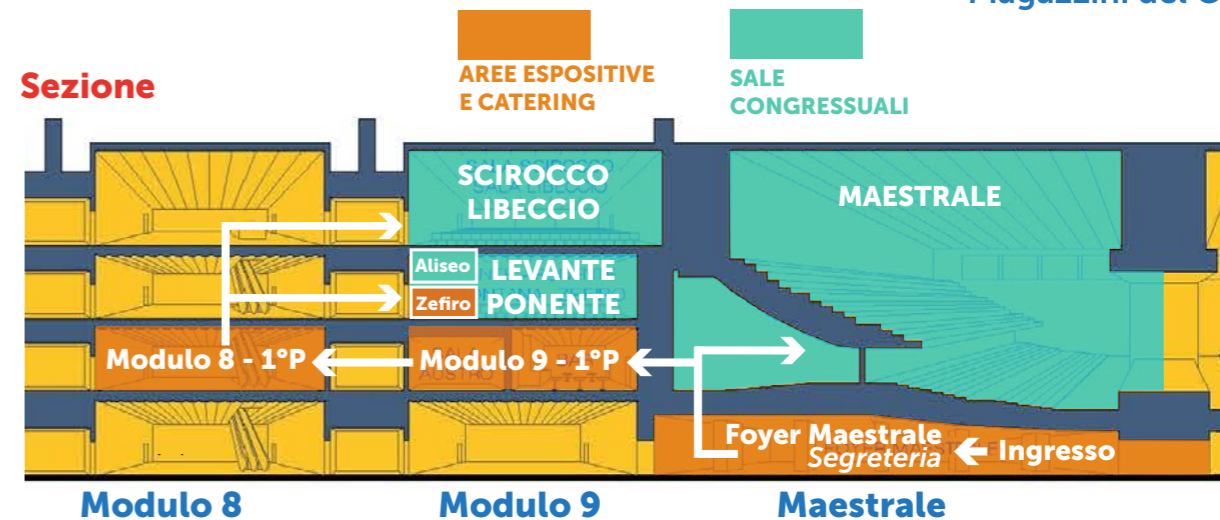 AREE ESPOSITIVE
E CATERING
SALE
CONGRESSUALI
Sezione
SCIROCCO
LIBECCIO
MAESTRALE
Aliseo
LEVANTE
Zefiro
PONENTE
Modulo 8 - 1°P
Modulo 9 - 1°P
Foyer Maestrale
Segreteria
Ingresso
Modulo 8
Modulo 9
Maestrale